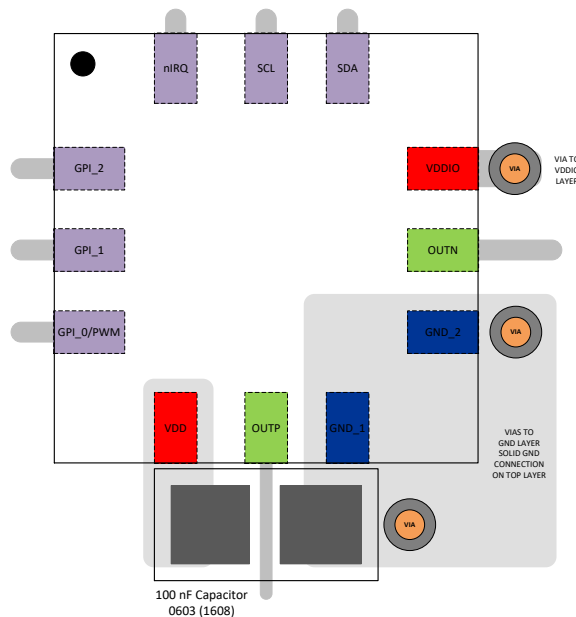 nIRQ SCL SDA
GPI_2 VDDIO VIA
VIA TO
VDDIO
LAYER
GPI_1 OUTN
GPI_0/PWM GND_2 VIA
VDD OUTP GND_1
VIAS TO
GND LAYER
SOLID GND
CONNECTION
ON TOP LAYER
VIA
100 nF Capacitor
0603 (1608)